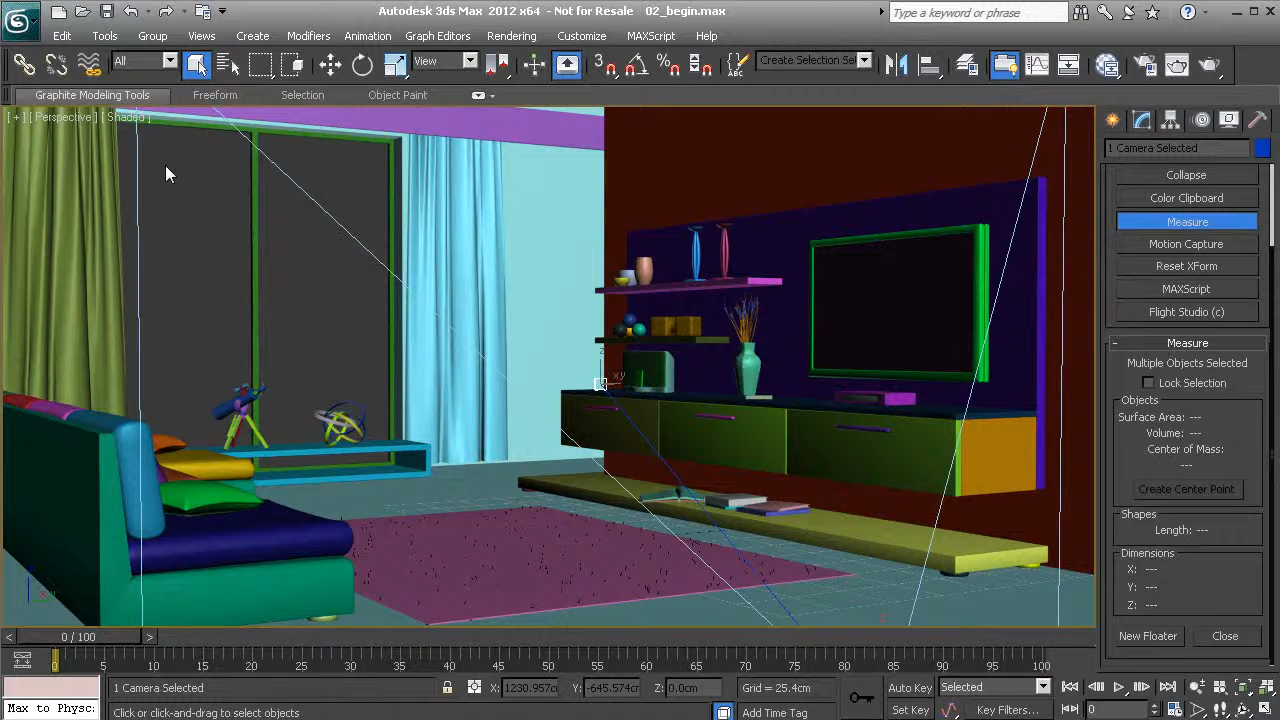 Autodesk 3ds Max 2012 x64 - Not for Resale 02_begin.max
Type a keyword or phrase
Edit Tools Group Views Create Modifiers Animation Graph Editors Rendering Customize MAXScript Help
All
View
3
%
Create Selection Se
Graphite Modeling Tools Freeform Selection Object Paint
[ + ] [ Perspective ] [ Shaded ]
1 Camera Selected
Collapse
Color Clipboard
Measure
Motion Capture
Reset XForm
MAXScript
Flight Studio (c)
- Measure
Multiple Objects Selected
Lock Selection
Objects
Surface Area: ---
Volume: ---
Center of Mass:
---
Create Center Point
Shapes
Length: ---
Dimensions
X: ---
Y: ---
Z: ---
New Floater Close
z
x y
< 0 / 100 >
0 5 10 15 20 25 30 35 40 45 50 55 60 65 70 75 80 85 90 95 100
1 Camera Selected X: 1230.957cm Y: -645.574cm Z: 0.0cm Grid = 25.4cm Auto Key Selected
Max to Physc: Click or click-and-drag to select objects Add Time Tag Set Key Key Filters... 0